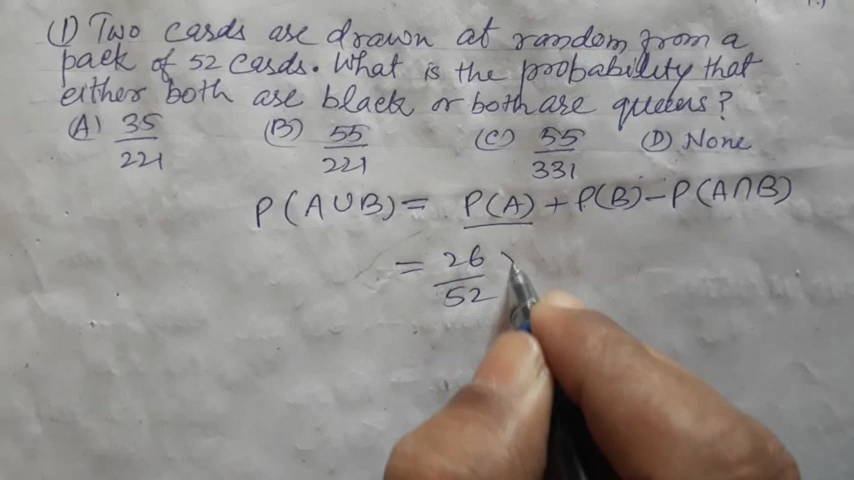 (1) Two cards are drawn at random from a
pack of 52 cards. What is the probability that
either both are black or both are queens?
(A) 35/221 (B) 55/221 (C) 55/331 (D) None
P(A∪B) = P(A) + P(B) - P(A∩B)
= 26/52